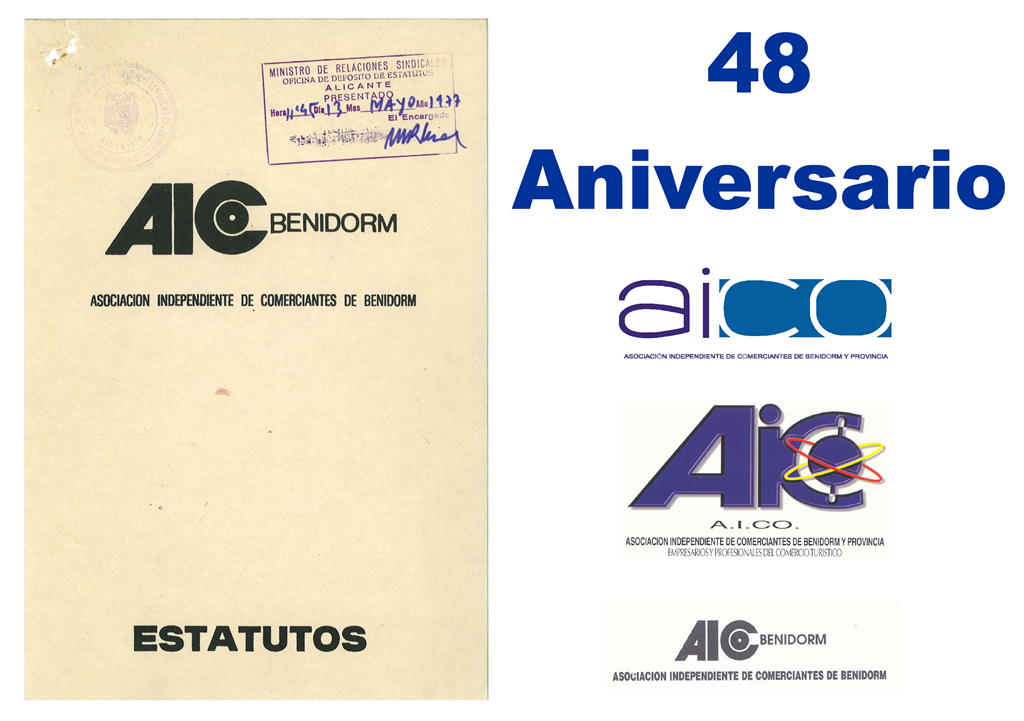 MINISTRO DE RELACIONES SINDICALES
OFICINA DE DEPOSITO DE ESTATUTOS
ALICANTE
PRESENTADO
Hora 11'45 Día 13 Mes MAYO Año 1977
El Encargado
AIC BENIDORM
ASOCIACION INDEPENDIENTE DE COMERCIANTES DE BENIDORM
ESTATUTOS
48
Aniversario
aico
ASOCIACIÓN INDEPENDIENTE DE COMERCIANTES DE BENIDORM Y PROVINCIA
AiC
A.I.CO.
ASOCIACION INDEPENDIENTE DE COMERCIANTES DE BENIDORM Y PROVINCIA
EMPRESARIOS Y PROFESIONALES DEL COMERCIO TURISTICO
AIC BENIDORM
ASOCIACION INDEPENDIENTE DE COMERCIANTES DE BENIDORM